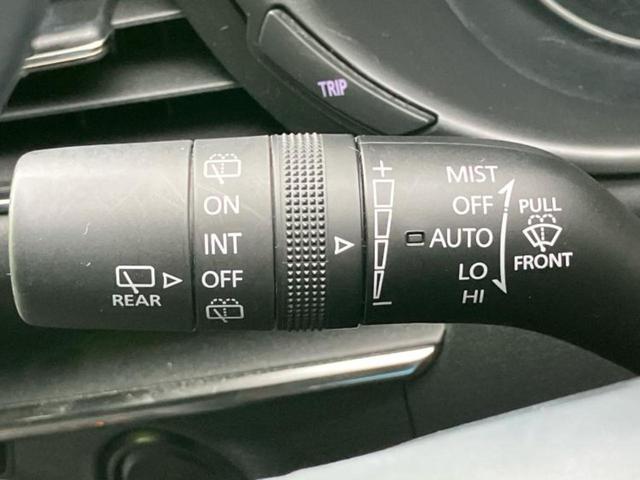 TRIP
REAR
ON
INT
OFF
MIST
OFF
AUTO
LO
HI
PULL
FRONT